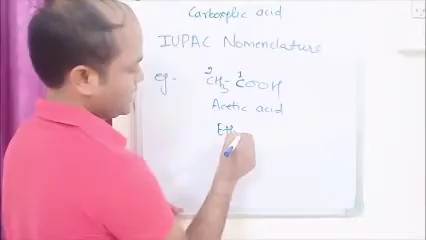 Carboxylic acid
IUPAC Nomenclature
eg. 2CH3-1COOH
Acetic acid
Eth